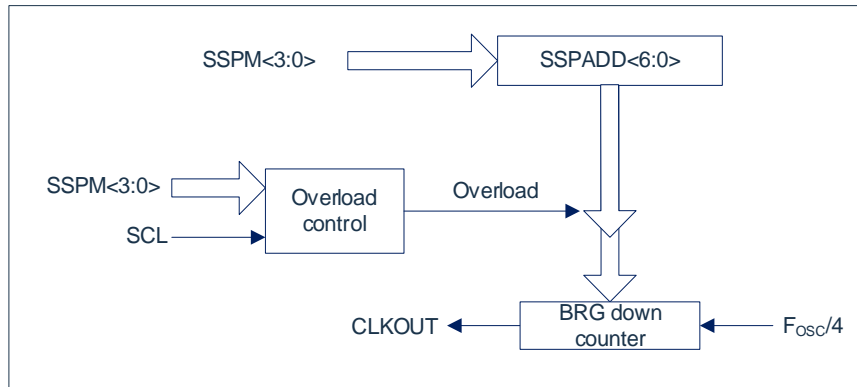 SSPM<3:0>
SSPADD<6:0>
SSPM<3:0>
Overload
control
Overload
SCL
CLKOUT
BRG down
counter
FOSC/4